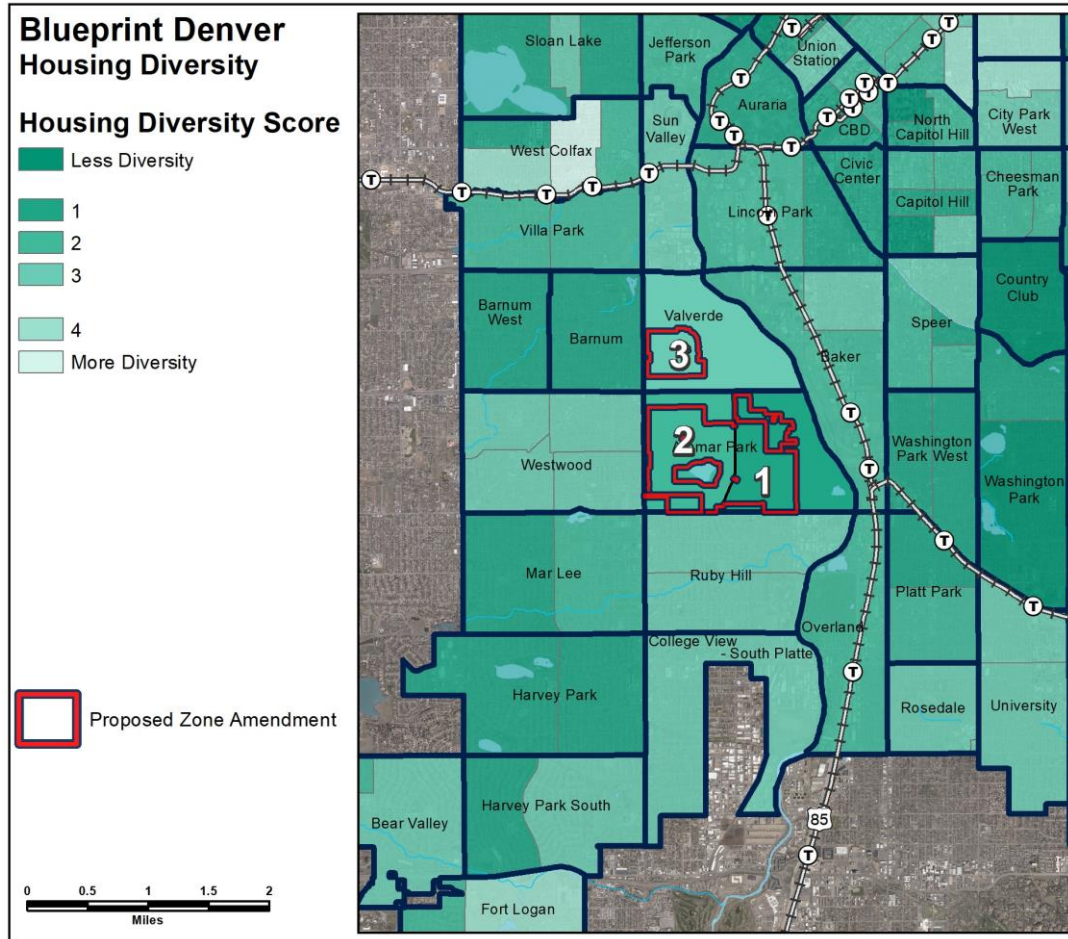 Blueprint Denver
Housing Diversity
Housing Diversity Score
Less Diversity
1
2
3
4
More Diversity
Proposed Zone Amendment
0 0.5 1 1.5 2
Miles
Sloan Lake
Jefferson
Park
Union
Station
T
T
T
T
Auraria
T
T
T
T
T
T
CBD
North
Capitol Hill
City Park
West
Sun
Valley
West Colfax
T
T
T
T
T
T
T
Civic
Center
Capitol Hill
Cheesman
Park
Villa Park
Lincoln Park
T
Country
Club
Barnum
West
Barnum
Valverde
3
Baker
Speer
T
Westwood
2
mar Park
1
T
Washington
Park West
Washington
Park
T
Mar Lee
Ruby Hill
Platt Park
T
Overland
College View
- South Platte
T
Harvey Park
Rosedale
University
Bear Valley
Harvey Park South
85
T
Fort Logan